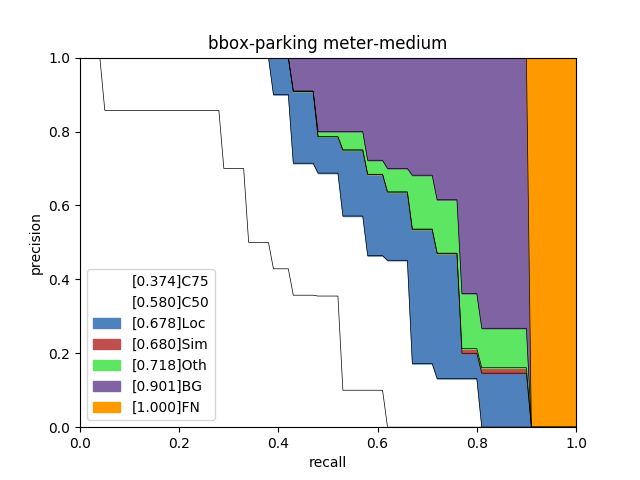 bbox-parking meter-medium
1.0
0.8
0.6
0.4
0.2
0.0
precision
[0.374]C75
[0.580]C50
[0.678]Loc
[0.680]Sim
[0.718]Oth
[0.901]BG
[1.000]FN
0.0 0.2 0.4 0.6 0.8 1.0
recall